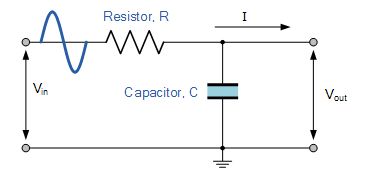 Resistor, R
I
Vin
Capacitor, C
Vout